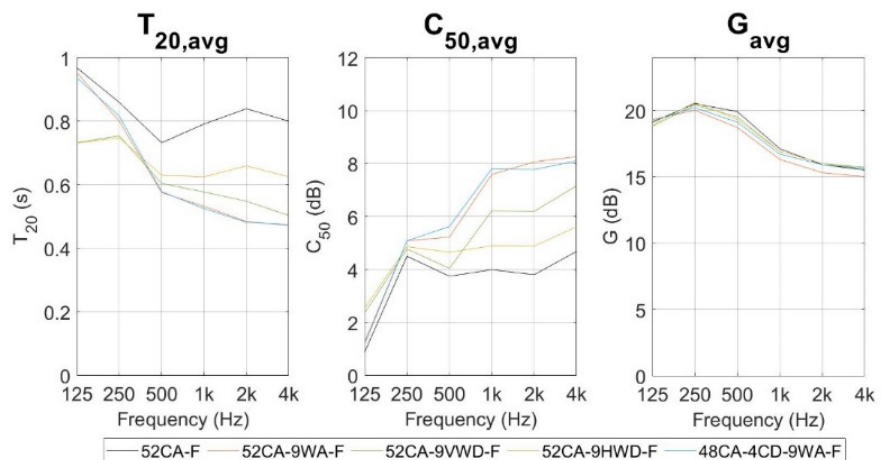 T20,avg
1
0.8
0.6
0.4
0.2
0
T20 (s)
125 250 500 1k 2k 4k
Frequency (Hz)
C50,avg
12
10
8
6
4
2
0
C50 (dB)
125 250 500 1k 2k 4k
Frequency (Hz)
Gavg
20
15
10
5
0
G (dB)
125 250 500 1k 2k 4k
Frequency (Hz)
52CA-F 52CA-9WA-F 52CA-9VWD-F 52CA-9HWD-F 48CA-4CD-9WA-F